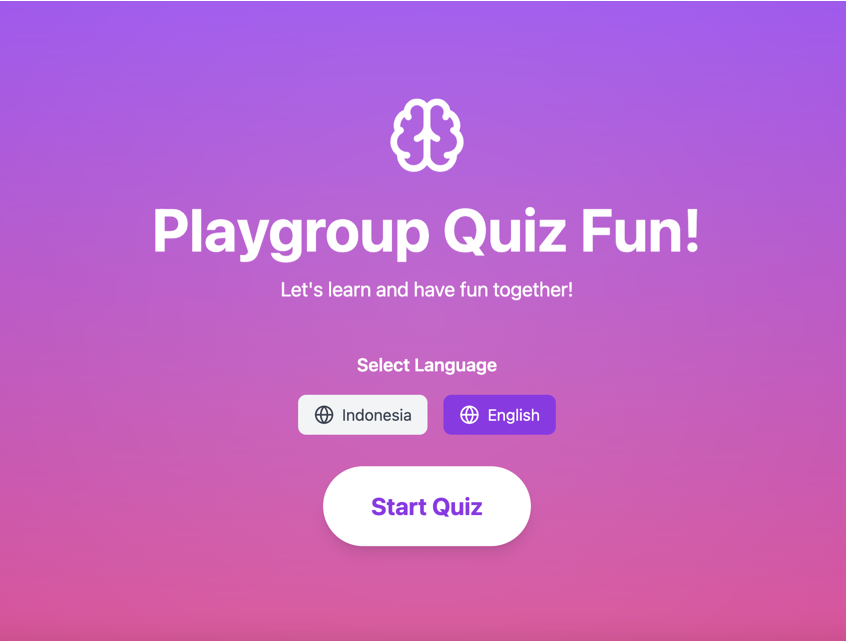 Playgroup Quiz Fun!
Let's learn and have fun together!
Select Language
Indonesia English
Start Quiz